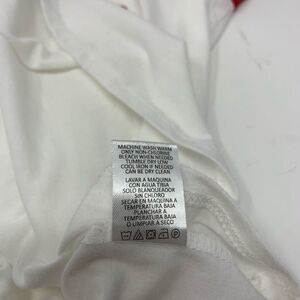 MACHINE WASH WARM
ONLY NON-CHLORINE
BLEACH WHEN NEEDED
TUMBLE DRY LOW
COOL IRON IF NEEDED
CAN BE DRY CLEAN
LAVAR A MAQUINA
CON AGUA TIBIA
SOLO BLANQUEADOR
SIN CLORO
SECAR EN MAQUINA A
TEMPERATURA BAJA
PLANCHAR A
TEMPERATURA BAJA
O LIMPIAR A SECO